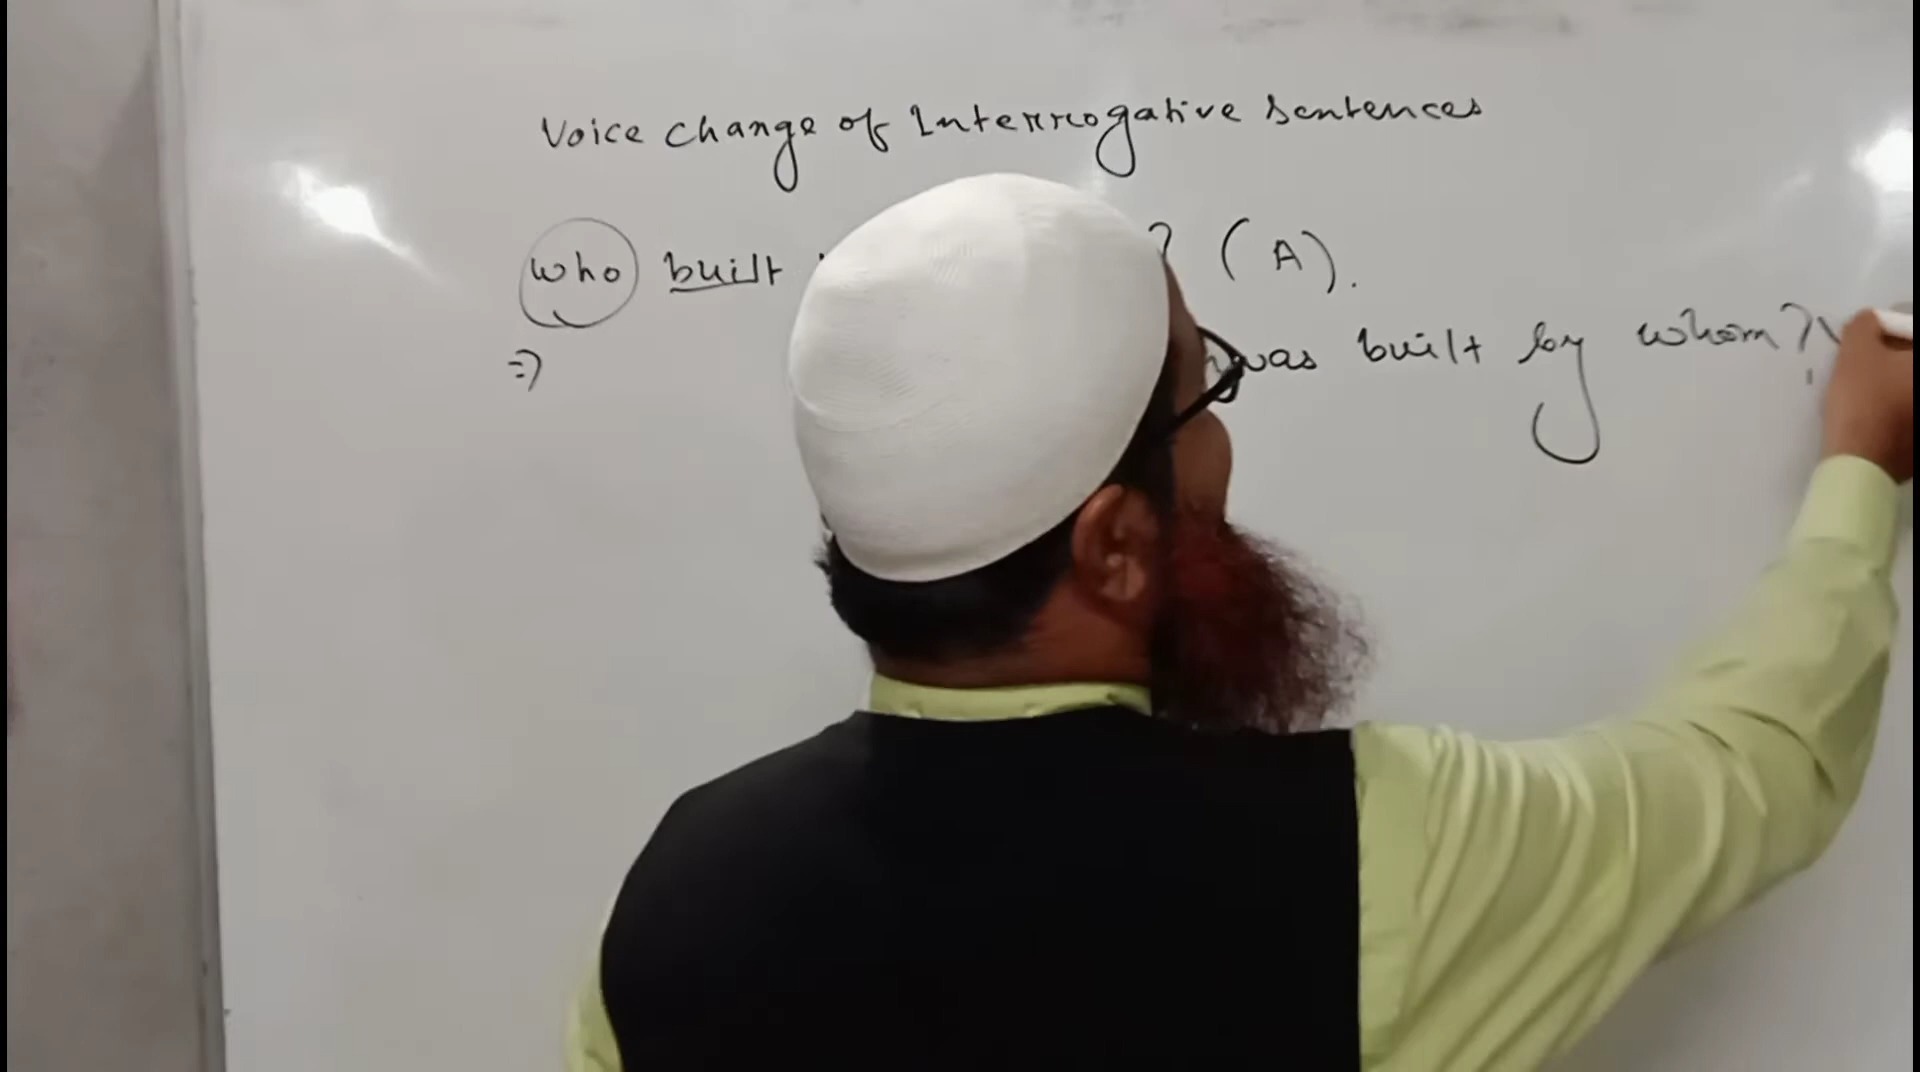 Voice change of Interrogative Sentences
who built ? (A).
=> was built by whom?